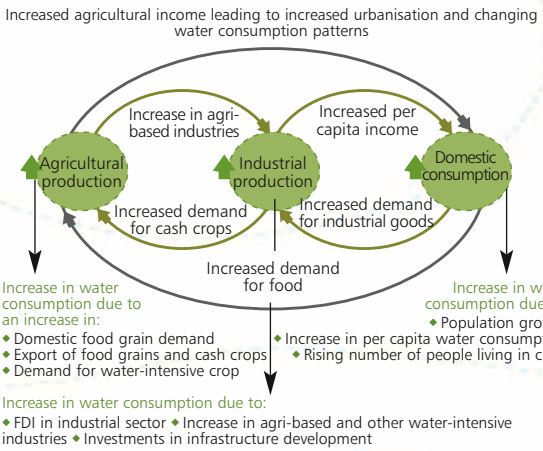 Increased agricultural income leading to increased urbanisation and changing
water consumption patterns
Increase in agri-
based industries
Increased per
capita income
Agricultural
production
Industrial
production
Domestic
consumption
Increased demand
for cash crops
Increased demand
for industrial goods
Increased demand
for food
Increase in water
consumption due to
an increase in:
◆ Domestic food grain demand
◆ Export of food grains and cash crops
◆ Demand for water-intensive crop
Increase in
consumption due
◆ Population
◆ Increase in per capita water
◆ Rising number of people living in
Increase in water consumption due to:
◆ FDI in industrial sector ◆ Increase in agri-based and other water-intensive
industries ◆ Investments in infrastructure development